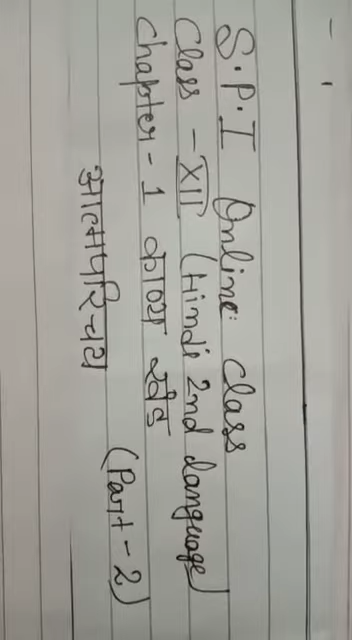 S.P.I Online: Class
Class - XII (Hindi 2nd Language)
Chapter - 1 काव्य खंड
आत्मपरिचय (Part - 2)